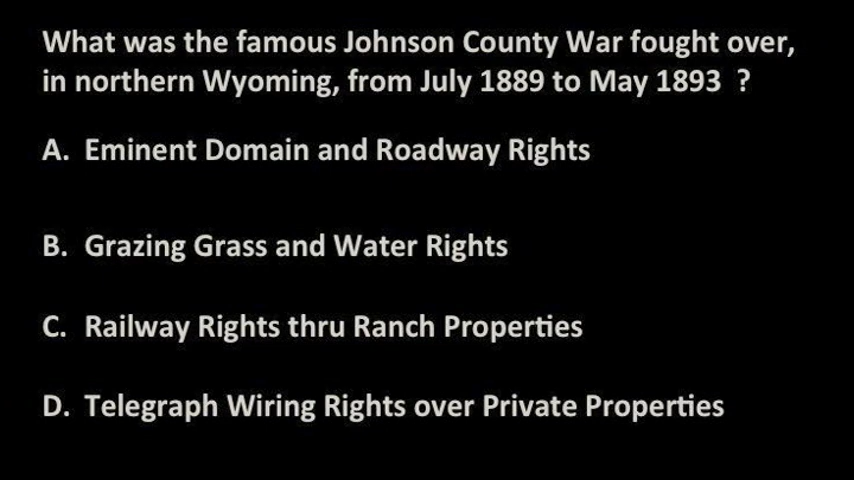 What was the famous Johnson County War fought over,
in northern Wyoming, from July 1889 to May 1893  ?
A.  Eminent Domain and Roadway Rights
B.  Grazing Grass and Water Rights
C.  Railway Rights thru Ranch Properties
D.  Telegraph Wiring Rights over Private Properties